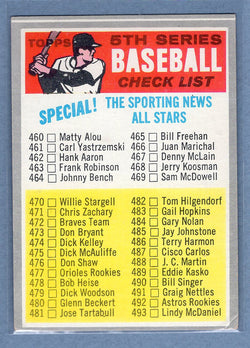 TOPPS
5TH SERIES
BASEBALL
CHECK LIST
SPECIAL! THE SPORTING NEWS
ALL STARS
460 Matty Alou
461 Carl Yastrzemski
462 Hank Aaron
463 Frank Robinson
464 Johnny Bench
465 Bill Freehan
466 Juan Marichal
467 Denny McLain
468 Jerry Koosman
469 Sam McDowell
470 Willie Stargell
471 Chris Zachary
472 Braves Team
473 Don Bryant
474 Dick Kelley
475 Dick McAuliffe
476 Don Shaw
477 Orioles Rookies
478 Bob Heise
479 Dick Woodson
480 Glenn Beckert
481 Jose Tartabull
482 Tom Hilgendorf
483 Gail Hopkins
484 Gary Nolan
485 Jay Johnstone
486 Terry Harmon
487 Cisco Carlos
488 J. C. Martin
489 Eddie Kasko
490 Bill Singer
491 Graig Nettles
492 Astros Rookies
493 Lindy McDaniel